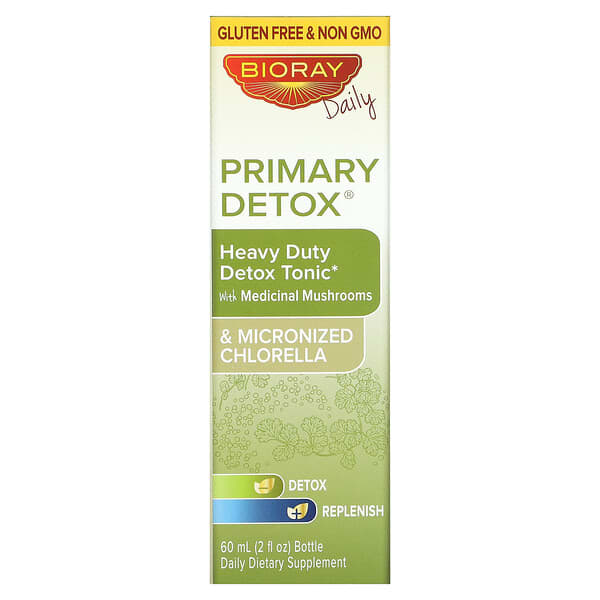 GLUTEN FREE & NON GMO
BIORAY
Daily
PRIMARY
DETOX®
Heavy Duty
Detox Tonic*
With Medicinal Mushrooms
& MICRONIZED
CHLORELLA
DETOX
REPLENISH
60 mL (2 fl oz) Bottle
Daily Dietary Supplement